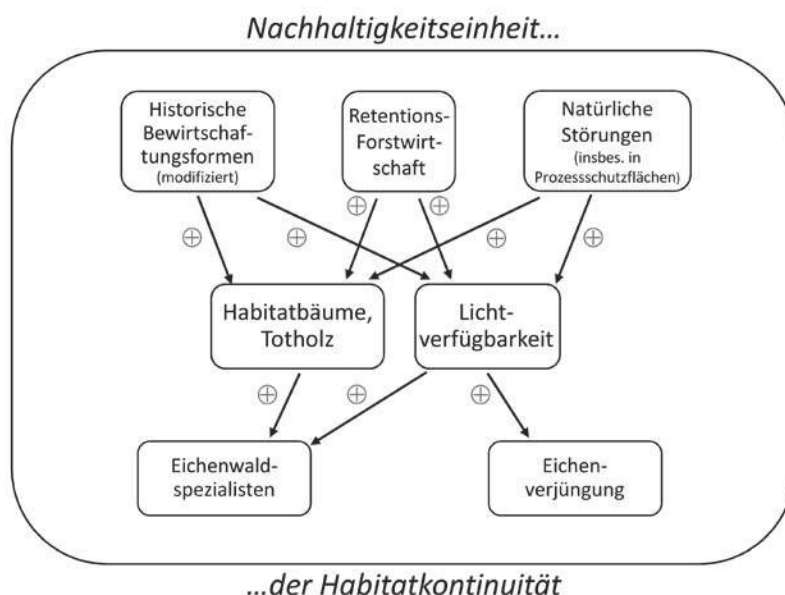 Nachhaltigkeitseinheit...
Historische
Bewirtschaf-
tungsformen
(modifiziert)
Retentions-
Forstwirt-
schaft
Natürliche
Störungen
(insbes. in
Prozessschutzflächen)
Habitatbäume,
Totholz
Licht-
verfügbarkeit
Eichenwald-
spezialisten
Eichen-
verjüngung
...der Habitatkontinuität